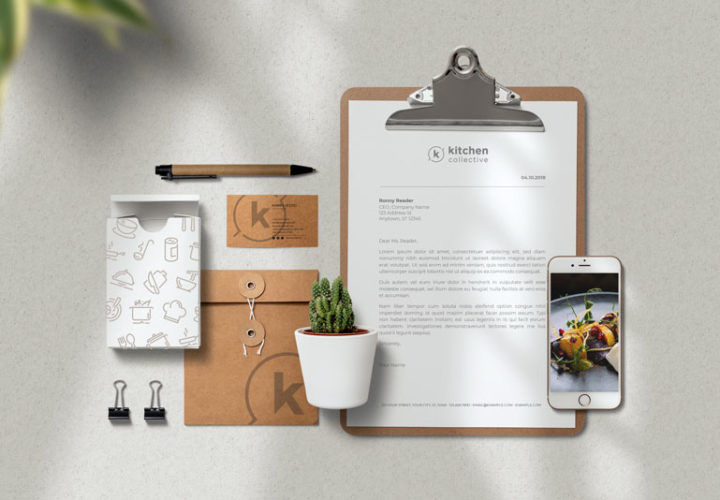 kitchen
collective
04.10.2018
Ronny Reader
CEO, Company Name
123 Address St
Anytown, ST 12345
Dear Ms. Reader,
Lorem ipsum dolor sit amet, consectetuer adipiscing elit, sed diam
nonummy nibh euismod tincidunt ut laoreet dolore magna aliquam
erat volutpat. Ut wisi enim ad minim veniam, quis nostrud exerci tation
ullamcorper suscipit lobortis nisl ut aliquip ex ea commodo consequat.
Duis autem vel eum iriure dolor in hendrerit in vulputate velit esse
molestie consequat, vel illum dolore eu feugiat nulla facilisis at vero eros
et accumsan.
Nam liber tempor cum soluta nobis eleifend option congue nihil
imperdiet doming id quod mazim placerat facer possim assum. Typi
non habent claritatem insitam; est usus legentis in iis qui facit eorum
claritatem. Investigationes demonstraverunt lectores legere me lius
quod ii legunt saepius.
Sincerely,
Your Name
k
k
k